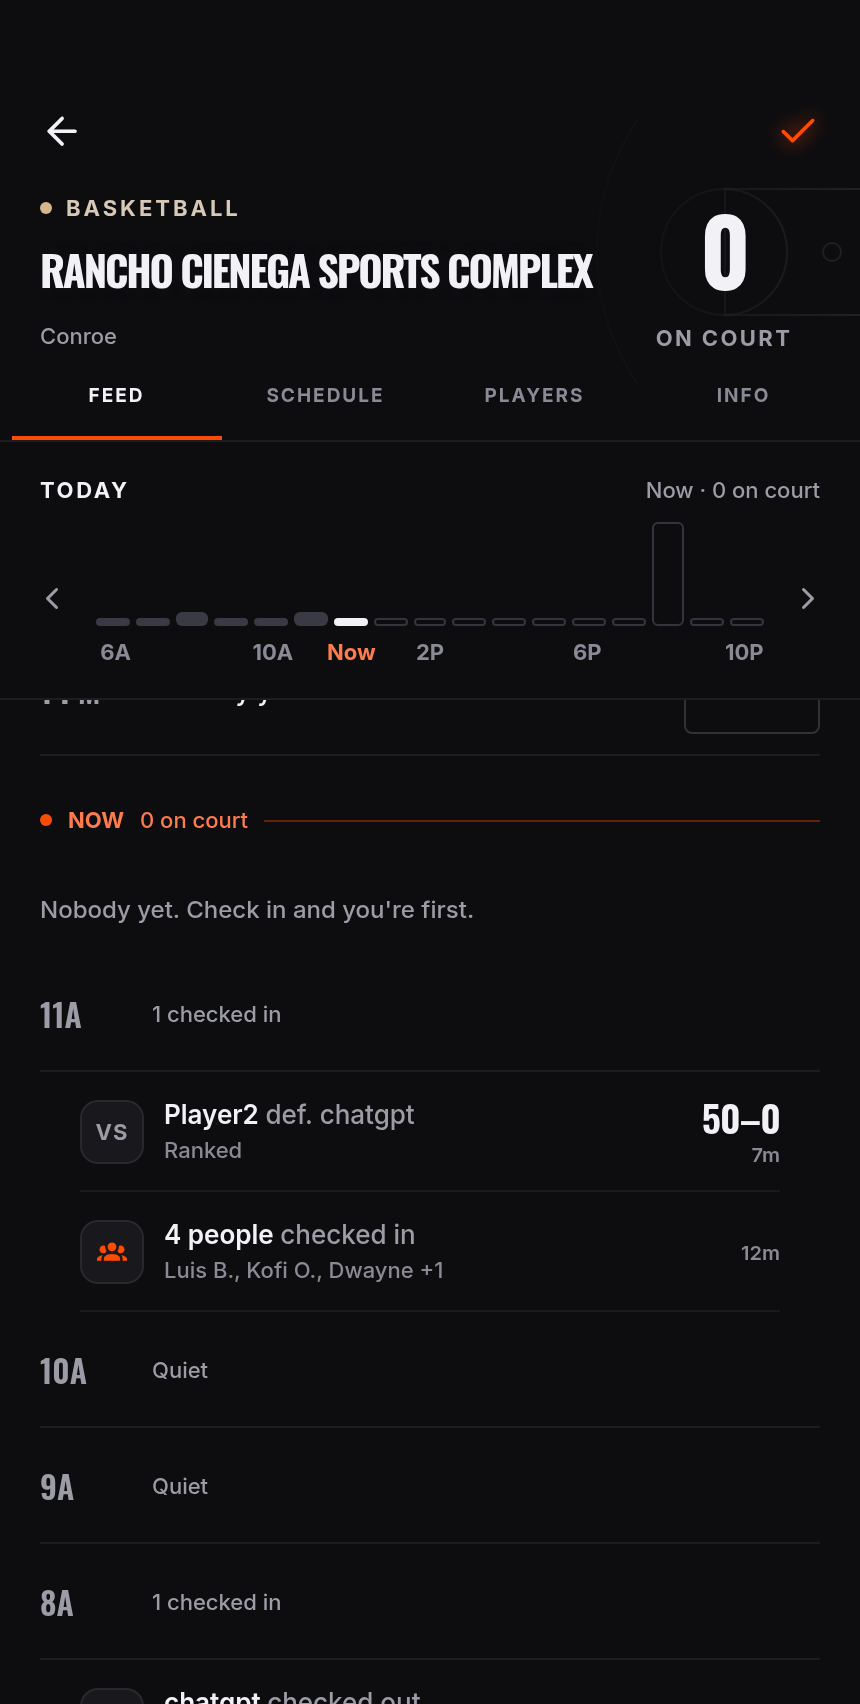 BASKETBALL
RANCHO CIENEGA SPORTS COMPLEX
0
Conroe
ON COURT
FEED SCHEDULE PLAYERS INFO
TODAY
Now · 0 on court
6A 10A Now 2P 6P 10P
NOW 0 on court
Nobody yet. Check in and you're first.
11A 1 checked in
VS Player2 def. chatgpt 50–0
Ranked 7m
4 people checked in
Luis B., Kofi O., Dwayne +1 12m
10A Quiet
9A Quiet
8A 1 checked in
chatgpt checked out